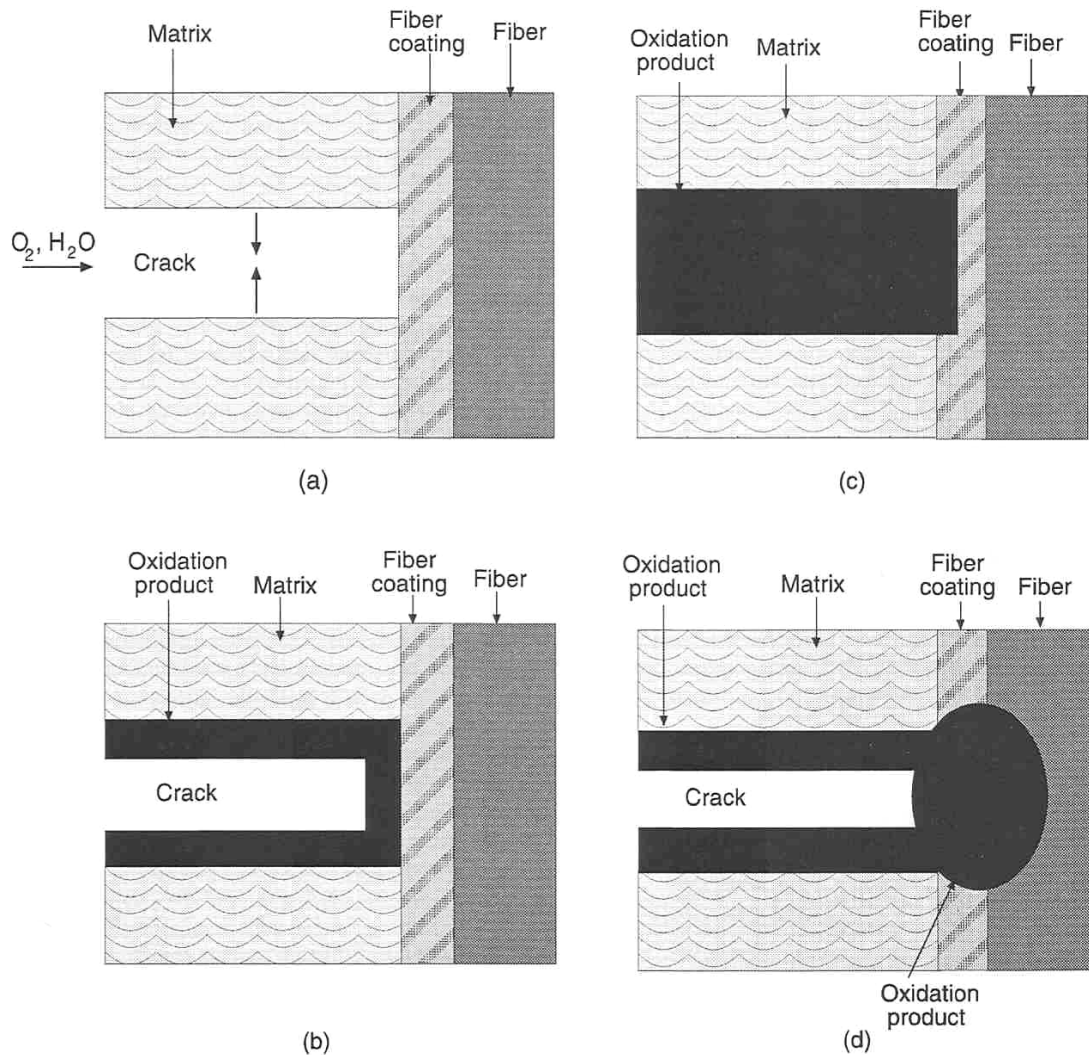 Matrix
Fiber
coating
Fiber
O2, H2O
Crack
(a)
Oxidation
product
Matrix
Fiber
coating
Fiber
(c)
Oxidation
product
Matrix
Fiber
coating
Fiber
Crack
(b)
Oxidation
product
Matrix
Fiber
coating
Fiber
Crack
Oxidation
product
(d)